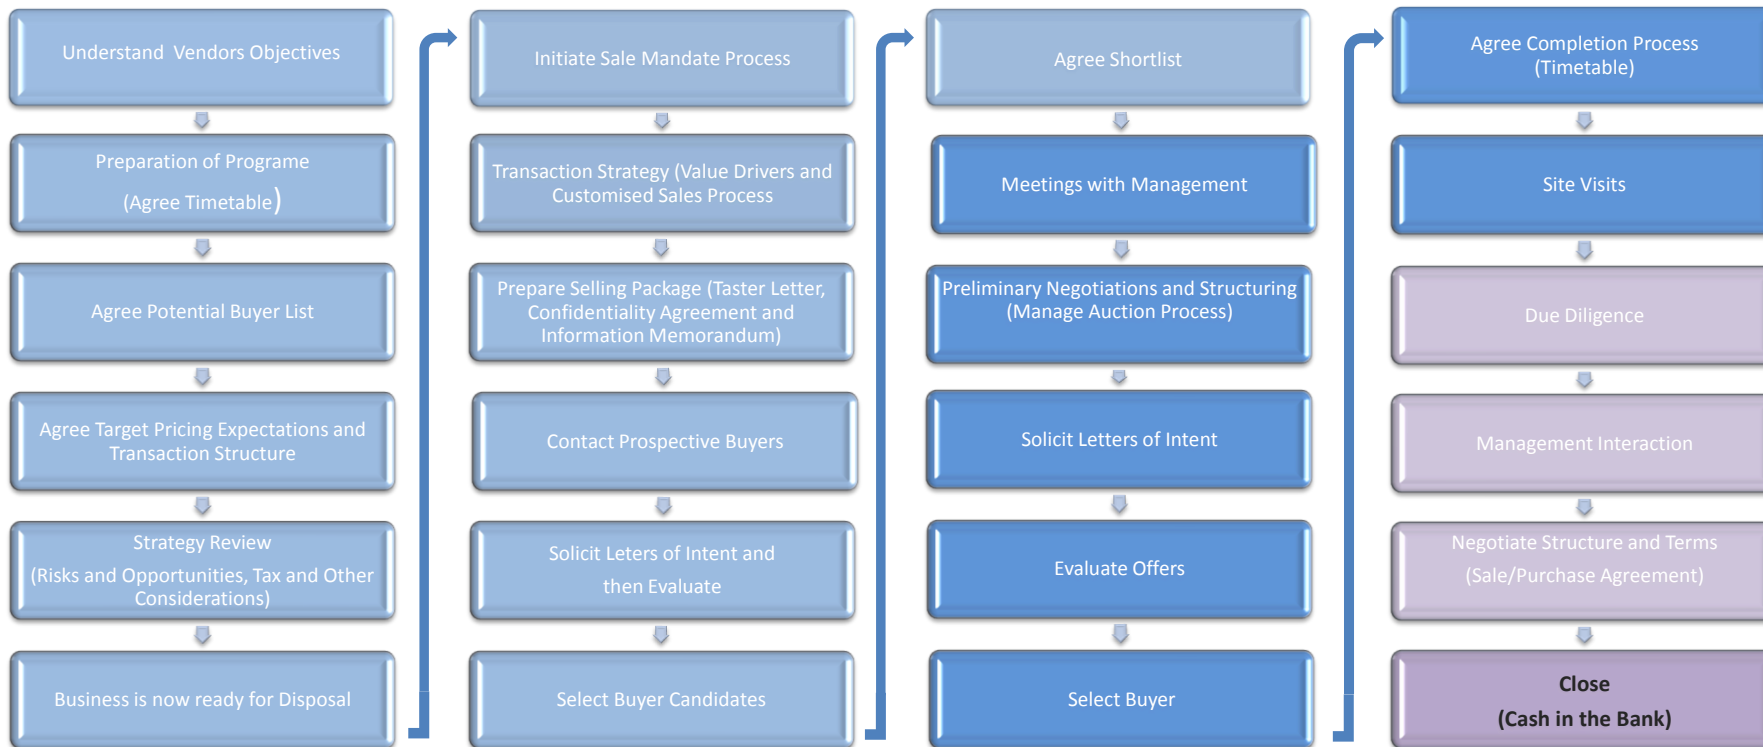 Understand Vendors Objectives
Preparation of Programe
(Agree Timetable)
Agree Potential Buyer List
Agree Target Pricing Expectations and
Transaction Structure
Strategy Review
(Risks and Opportunities, Tax and Other
Considerations)
Business is now ready for Disposal
Initiate Sale Mandate Process
Transaction Strategy (Value Drivers and
Customised Sales Process
Prepare Selling Package (Taster Letter,
Confidentiality Agreement and
Information Memorandum)
Contact Prospective Buyers
Solicit Leters of Intent and
then Evaluate
Select Buyer Candidates
Agree Shortlist
Meetings with Management
Preliminary Negotiations and Structuring
(Manage Auction Process)
Solicit Letters of Intent
Evaluate Offers
Select Buyer
Agree Completion Process
(Timetable)
Site Visits
Due Diligence
Management Interaction
Negotiate Structure and Terms
(Sale/Purchase Agreement)
Close
(Cash in the Bank)